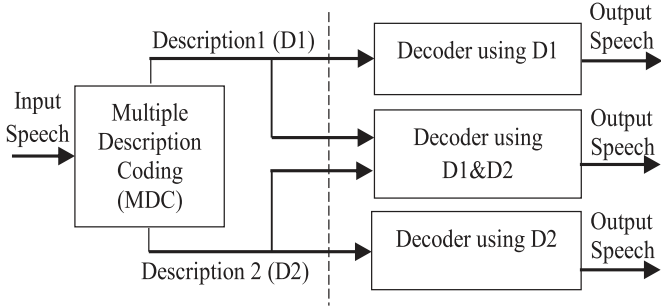 Input
Speech
Multiple
Description
Coding
(MDC)
Description1 (D1)
Description 2 (D2)
Decoder using D1
Output
Speech
Decoder using
D1&D2
Output
Speech
Decoder using D2
Output
Speech